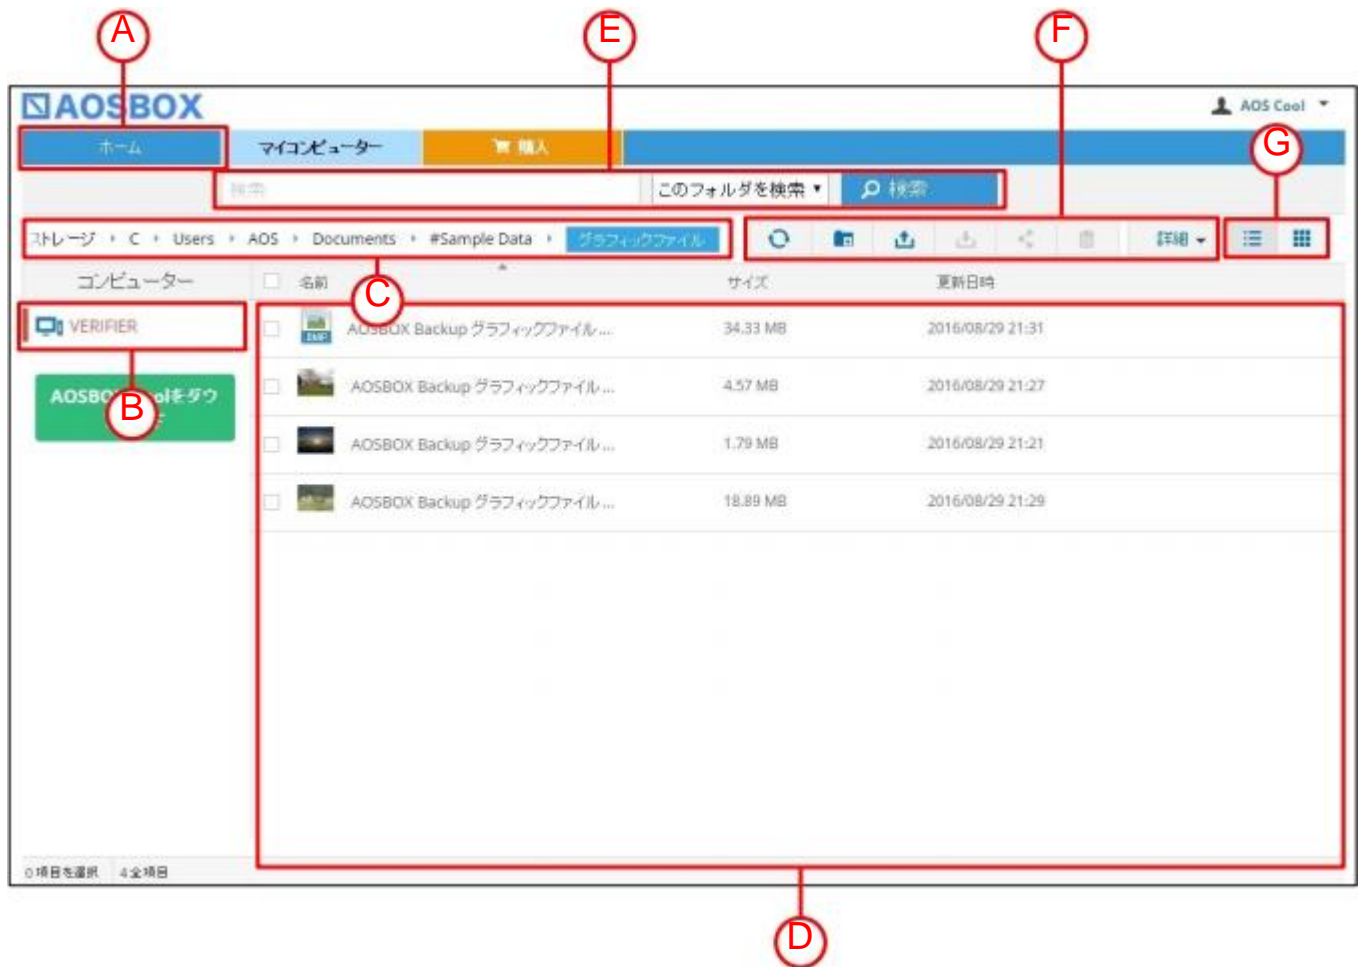 A
E
F
AOSBOX
AOS Cool
ホーム
マイコンピューター
購入
G
検索
このフォルダを検索
検索
ストレージ C Users AOS Documents #Sample Data グラフィックファイル
詳細
コンピューター
名前
サイズ
更新日時
C
VERIFIER
AOSBOX Backup グラフィックファイル ...
34.33 MB
2016/08/29 21:31
AOSBOX Backup グラフィックファイル ...
4.57 MB
2016/08/29 21:27
B
AOSBOX Backup グラフィックファイル ...
1.79 MB
2016/08/29 21:21
AOSBOX Backup グラフィックファイル ...
18.89 MB
2016/08/29 21:29
0 項目を選択 4 全項目
D